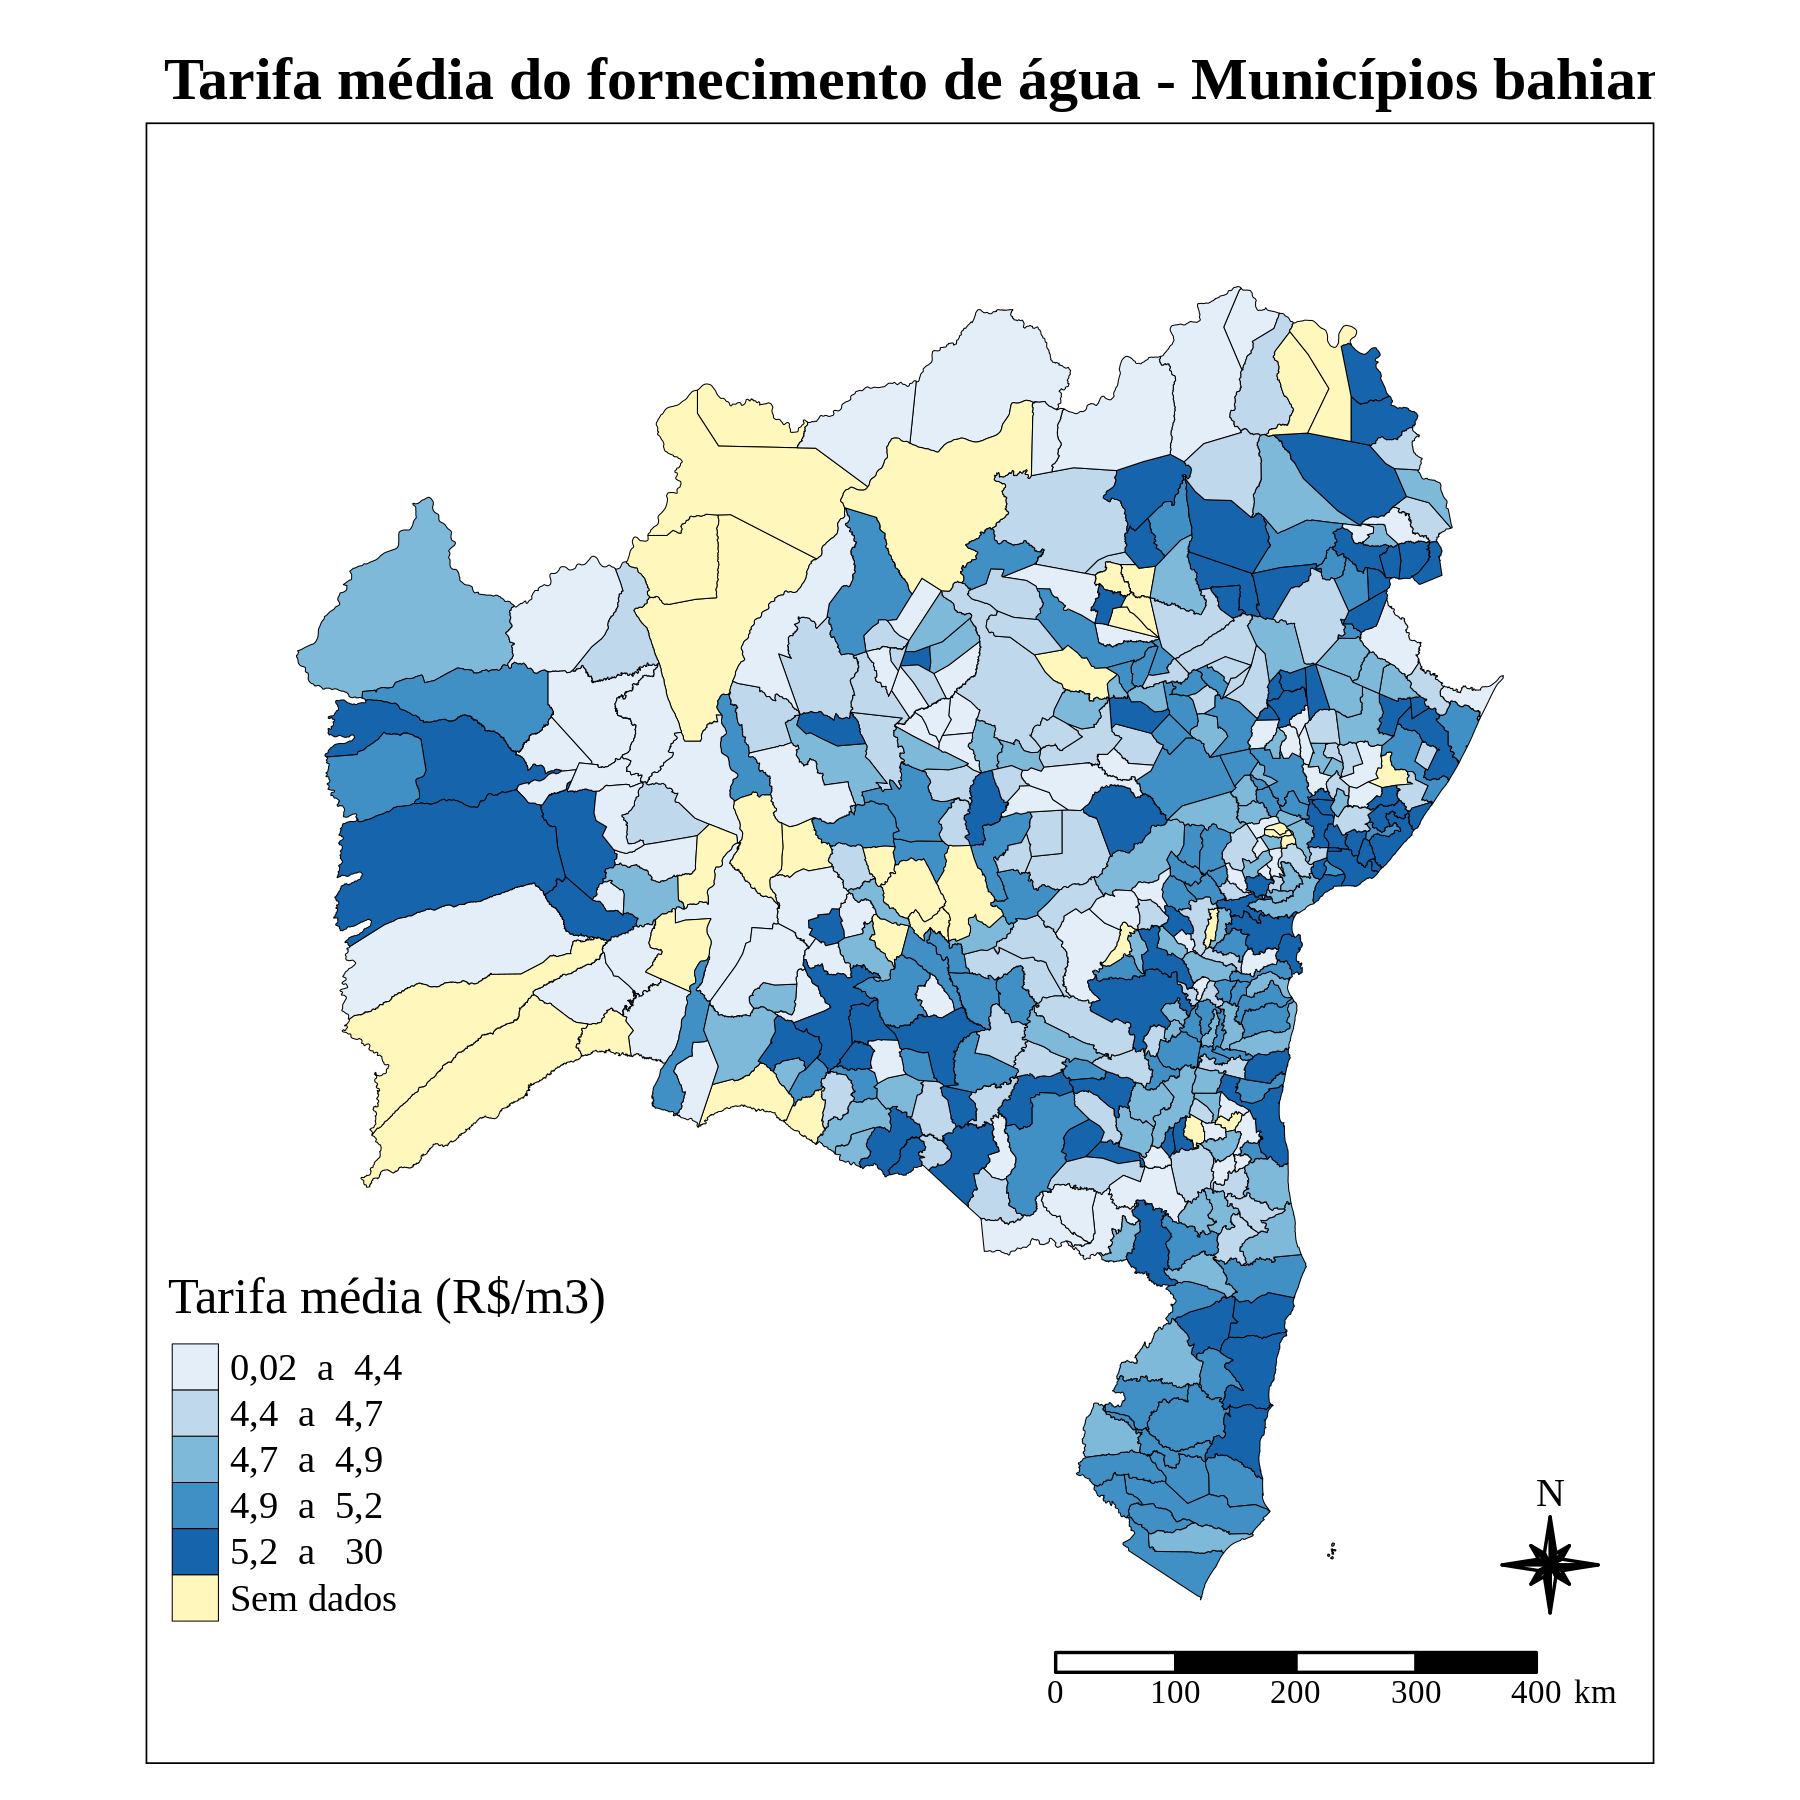 Tarifa média do fornecimento de água - Municípios bahian
Tarifa média (R$/m3)
0,02 a 4,4
4,4 a 4,7
4,7 a 4,9
4,9 a 5,2
5,2 a 30
Sem dados
N
0 100 200 300 400 km